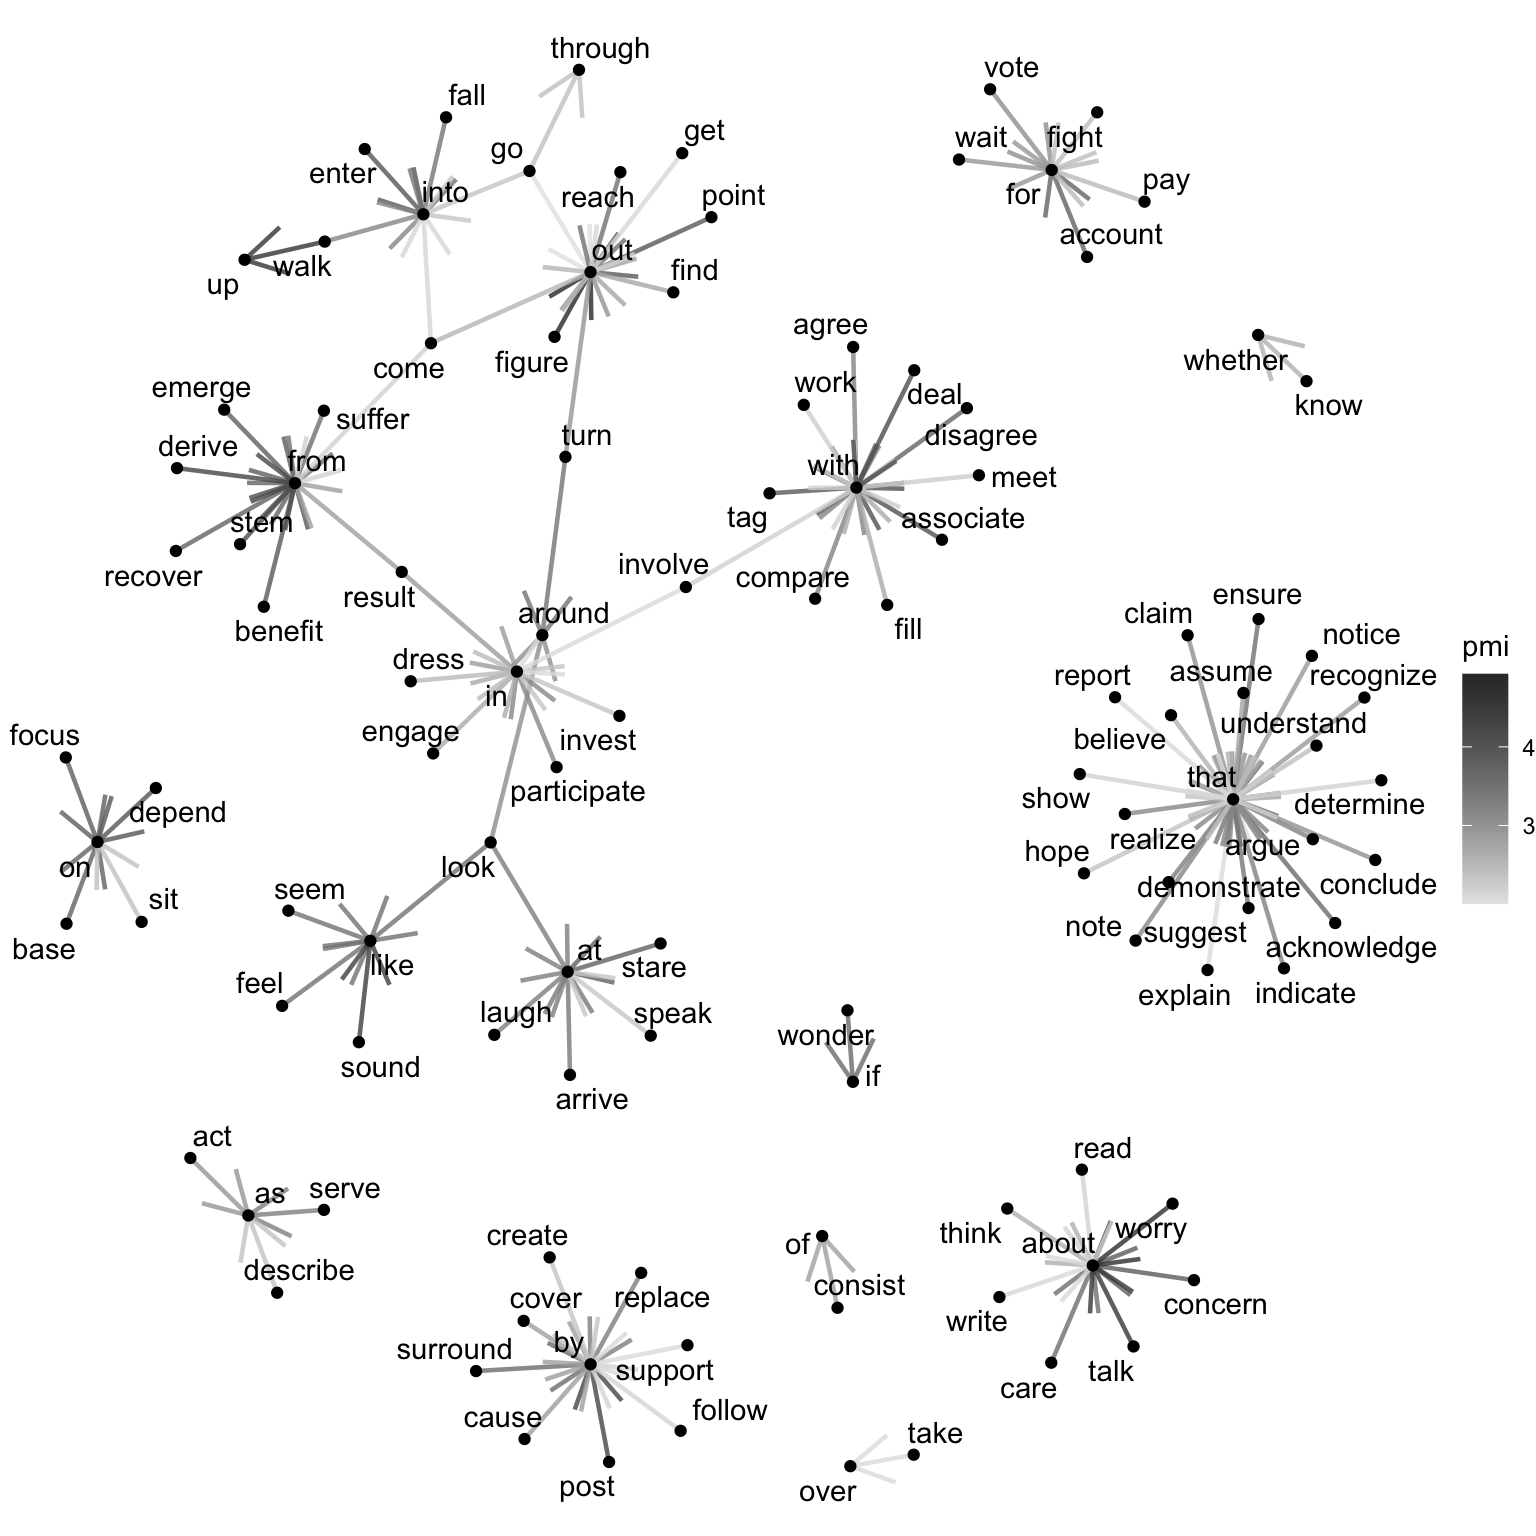 through
fall
vote
go
get
wait
fight
enter
into
reach
point
for
pay
out
account
up
walk
find
come
figure
agree
whether
know
emerge
suffer
work
deal
derive
from
turn
with
disagree
meet
stem
tag
associate
recover
result
involve
compare
benefit
around
fill
claim
ensure
notice
dress
in
report
assume
recognize
pmi
engage
invest
believe
understand
focus
participate
that
4
depend
show
determine
3
on
look
hope
realize
argue
sit
seem
demonstrate
conclude
base
like
at
stare
note
suggest
acknowledge
feel
laugh
speak
explain
indicate
sound
arrive
wonder
if
act
as
serve
read
describe
create
of
think
about
worry
cover
replace
consist
write
concern
surround
by
support
care
talk
cause
follow
post
take
over